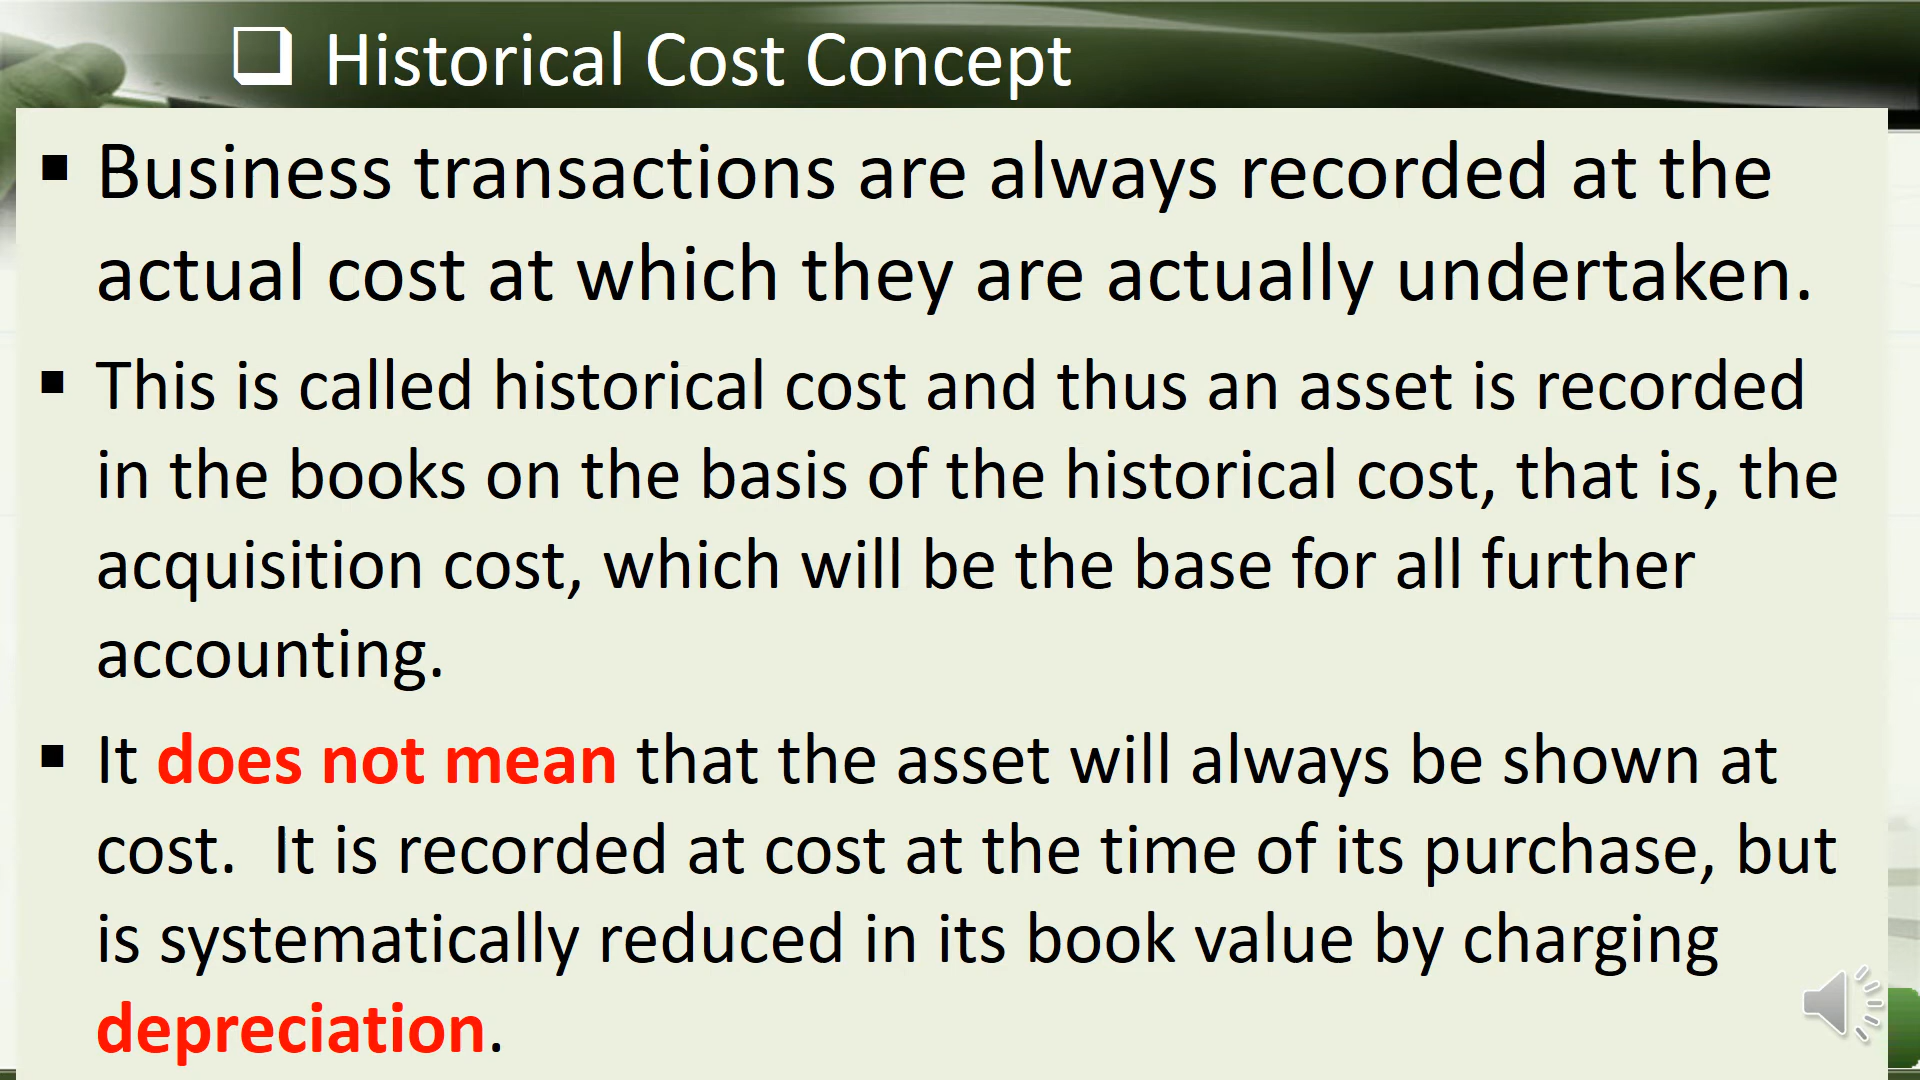 ❑ Historical Cost Concept
▪ Business transactions are always recorded at the
actual cost at which they are actually undertaken.
▪ This is called historical cost and thus an asset is recorded
in the books on the basis of the historical cost, that is, the
acquisition cost, which will be the base for all further
accounting.
▪ It does not mean that the asset will always be shown at
cost.  It is recorded at cost at the time of its purchase, but
is systematically reduced in its book value by charging
depreciation.